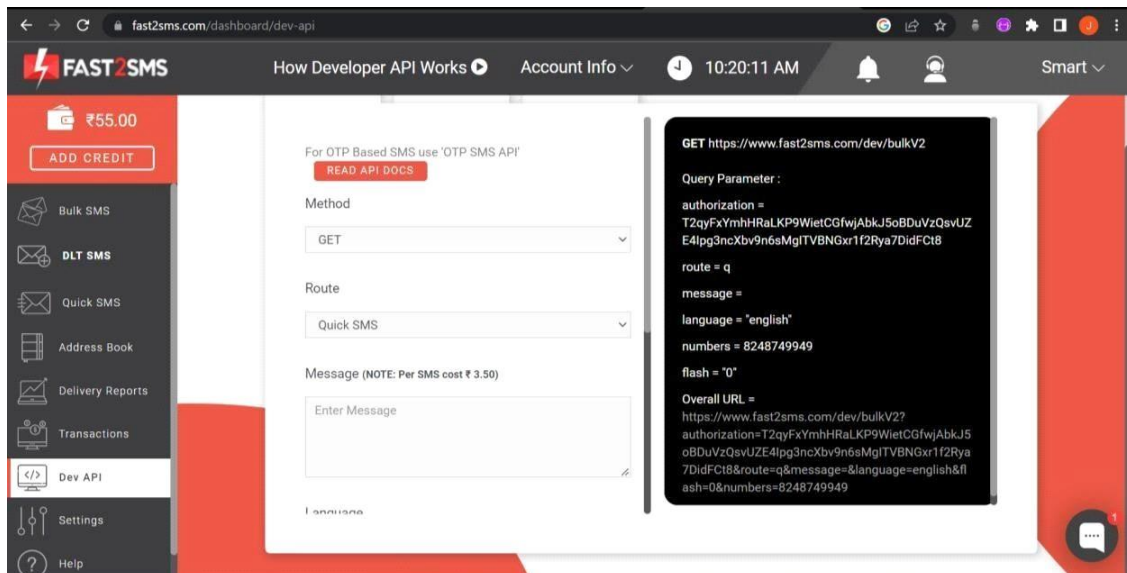 fast2sms.com/dashboard/dev-api
FAST2SMS
How Developer API Works
Account Info
10:20:11 AM
Smart
₹55.00
ADD CREDIT
Bulk SMS
DLT SMS
Quick SMS
Address Book
Delivery Reports
Transactions
Dev API
Settings
Help
For OTP Based SMS use 'OTP SMS API'
READ API DOCS
Method
GET
Route
Quick SMS
Message (NOTE: Per SMS cost ₹ 3.50)
Enter Message
Language
GET https://www.fast2sms.com/dev/bulkV2
Query Parameter :
authorization =
T2qyFxYmhHRaLKP9WietCGfwjAbkJ5oBDuVzQsvUZ
E4Ipg3ncXbv9n6sMgITVBNGxr1f2Rya7DidFCt8
route = q
message =
language = "english"
numbers = 8248749949
flash = "0"
Overall URL =
https://www.fast2sms.com/dev/bulkV2?
authorization=T2qyFxYmhHRaLKP9WietCGfwjAbkJ5
oBDuVzQsvUZE4Ipg3ncXbv9n6sMgITVBNGxr1f2Rya
7DidFCt8&route=q&message=&language=english&fl
ash=0&numbers=8248749949
J
1